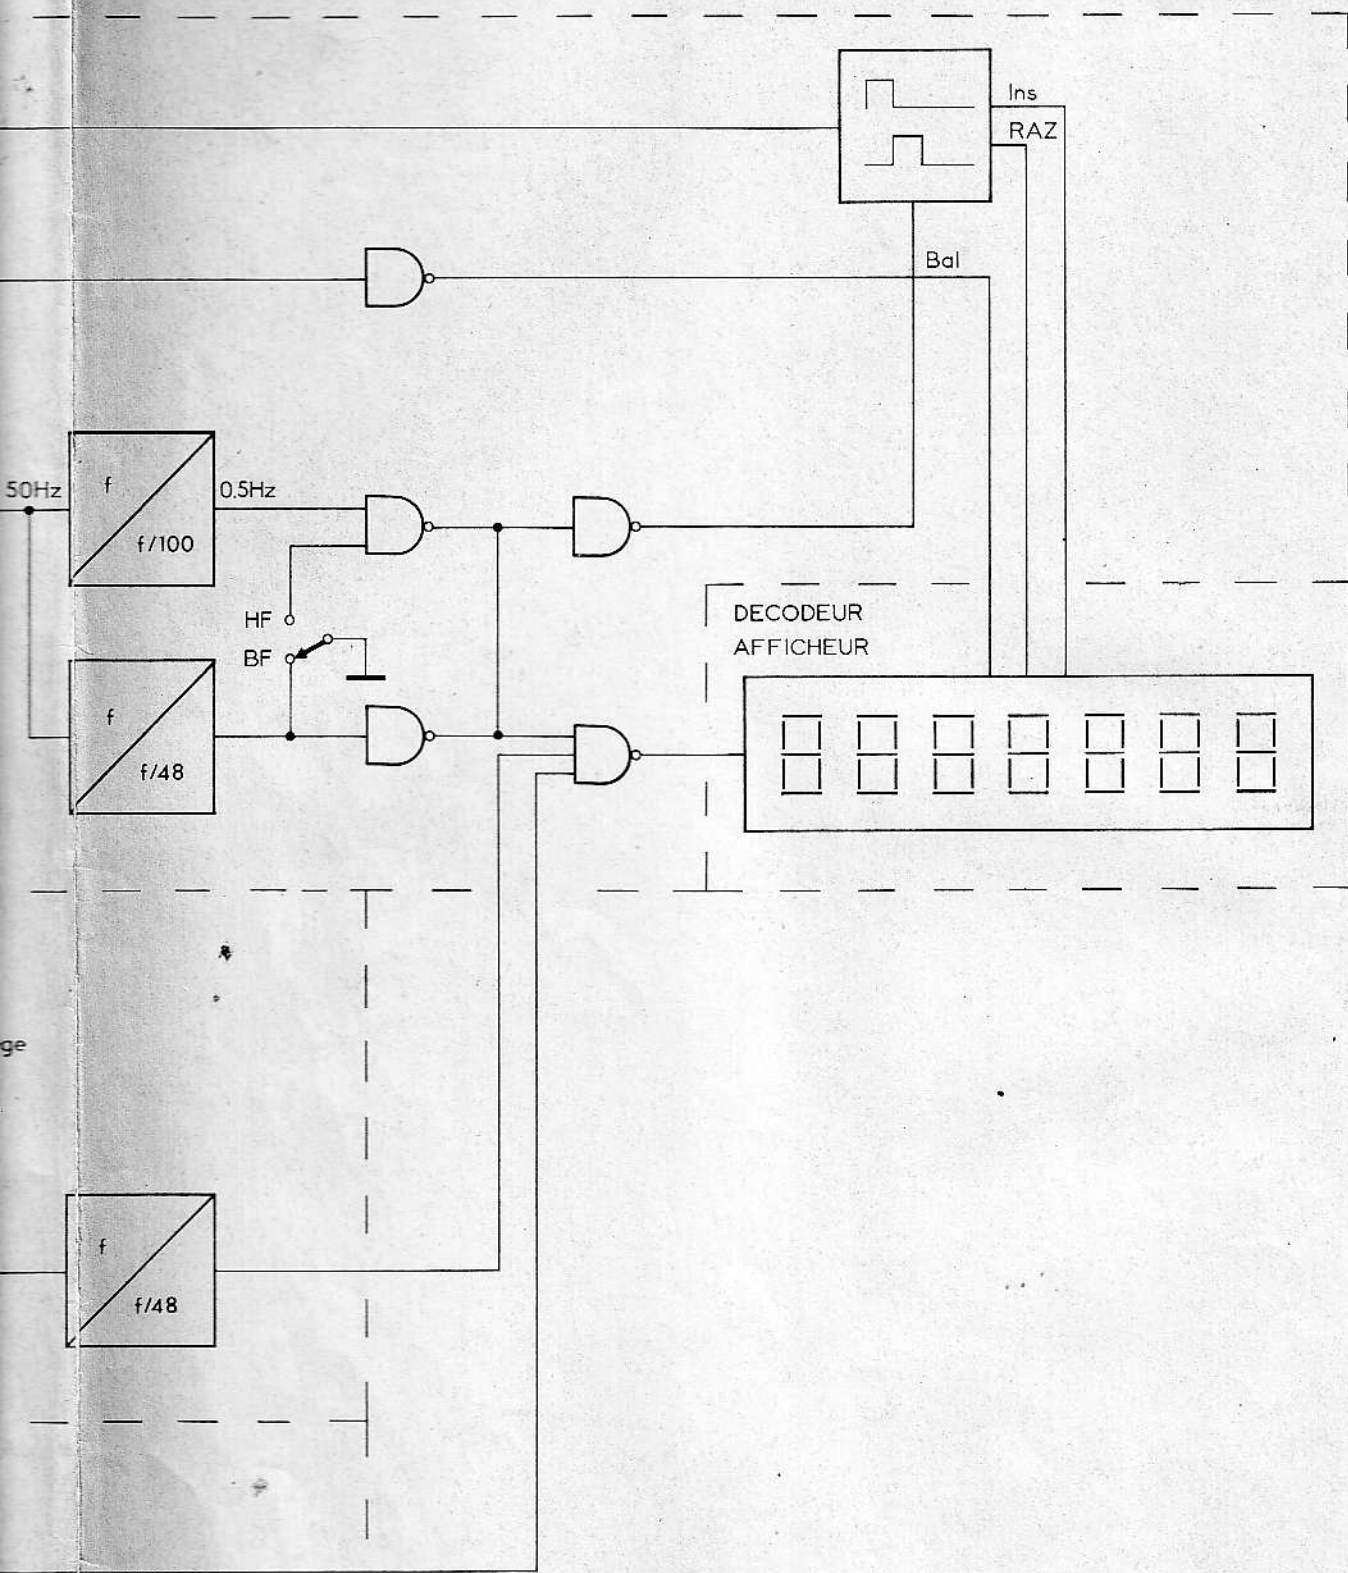 Ins
RAZ
Bal
50Hz
f
f/100
0.5Hz
HF
BF
DECODEUR
AFFICHEUR
f
f/48
ge
f
f/48